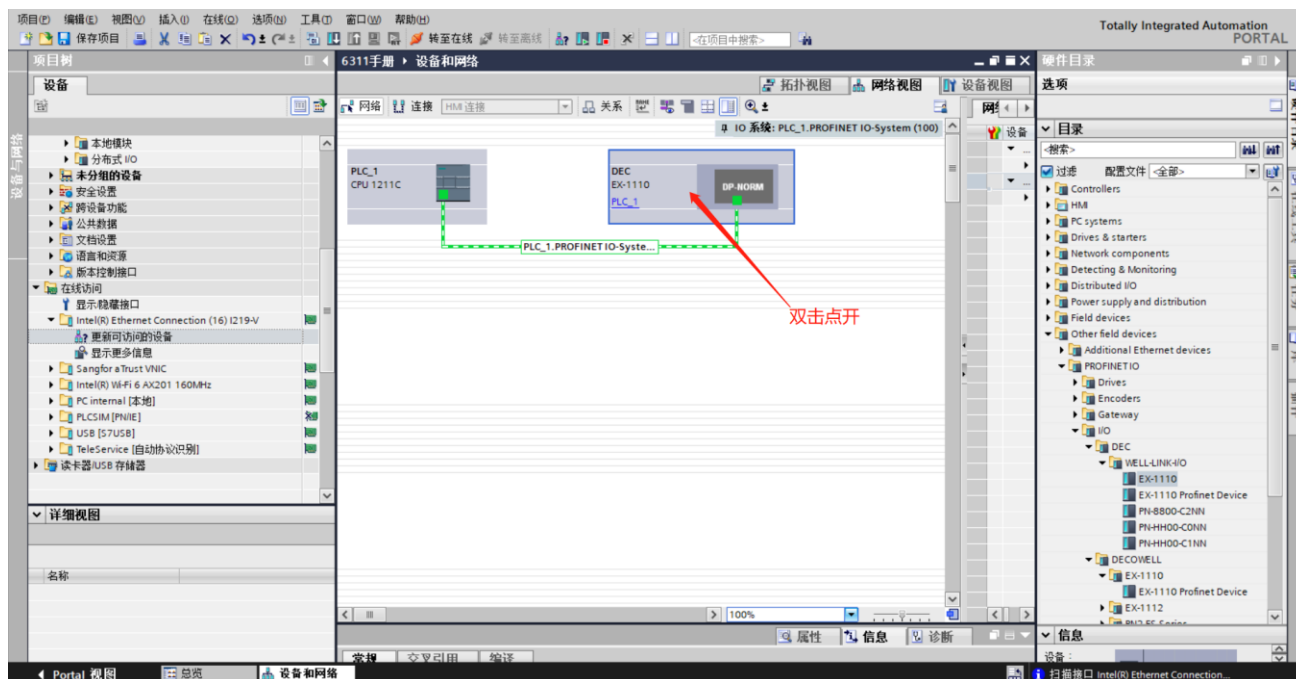 项目(P) 编辑(E) 视图(V) 插入(I) 在线(O) 选项(N) 工具(T) 窗口(W) 帮助(H)
Totally Integrated Automation
PORTAL
保存项目 转至在线 转至离线 <在项目中搜索>
项目树
6311手册 ▸ 设备和网络
硬件目录
设备
拓扑视图 网络视图 设备视图
选项
网络 连接 HMI 连接 关系
IO 系统: PLC_1.PROFINET IO-System (100)
设备
设备与网络
本地模块
分布式 I/O
未分组的设备
安全设置
跨设备功能
公共数据
文档设置
语言和资源
版本控制接口
在线访问
显示/隐藏接口
Intel(R) Ethernet Connection (16) I219-V
更新可访问的设备
显示更多信息
Sangfor aTrust VNIC
Intel(R) Wi-Fi 6 AX201 160MHz
PC internal [本地]
PLCSIM [PN/IE]
USB [S7USB]
TeleService [自动协议识别]
读卡器/USB 存储器
详细视图
名称
PLC_1
CPU 1211C
DEC
EX-1110
PLC_1
DP-NORM
PLC_1.PROFINET IO-Syste...
双击点开
100%
属性 信息 诊断
常规 交叉引用 编译
目录
<搜索>
过滤 配置文件 <全部>
Controllers
HMI
PC systems
Drives & starters
Network components
Detecting & Monitoring
Distributed I/O
Power supply and distribution
Field devices
Other field devices
Additional Ethernet devices
PROFINET IO
Drives
Encoders
Gateway
I/O
DEC
WELL-LINK-I/O
EX-1110
EX-1110 Profinet Device
PN-8800-C2NN
PN-HH00-C0NN
PN-HH00-C1NN
DECOWELL
EX-1110
EX-1110 Profinet Device
EX-1112
信息
设备:
Portal 视图 总览 设备和网络
扫描接口 Intel(R) Ethernet Connection...